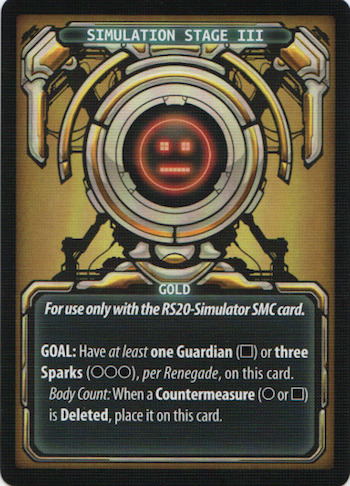 SIMULATION STAGE III
GOLD
For use only with the RS20-Simulator SMC card.
GOAL: Have at least one Guardian (□) or three
Sparks (○○○), per Renegade, on this card.
Body Count: When a Countermeasure (○ or □)
is Deleted, place it on this card.